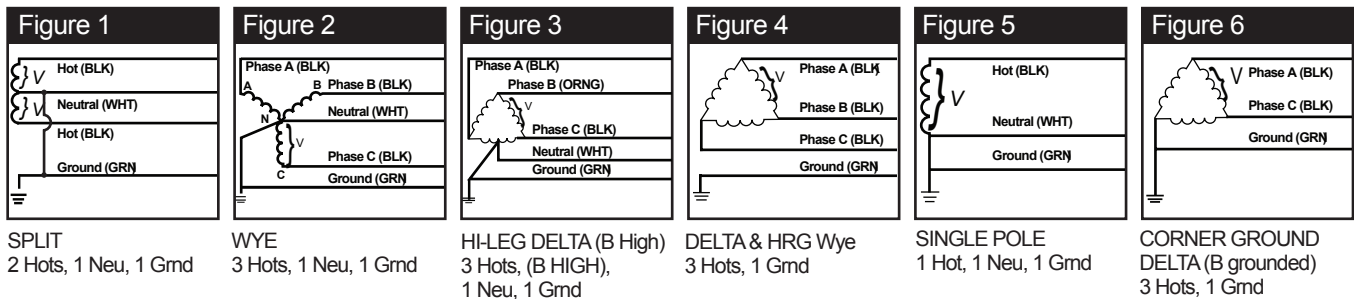 Figure 1
Hot (BLK)
V
Neutral (WHT)
V
Hot (BLK)
Ground (GRN)
SPLIT
2 Hots, 1 Neu, 1 Grnd
Figure 2
Phase A (BLK)
A
B
Phase B (BLK)
N
Neutral (WHT)
V
Phase C (BLK)
C
Ground (GRN)
WYE
3 Hots, 1 Neu, 1 Grnd
Figure 3
Phase A (BLK)
Phase B (ORNG)
V
Phase C (BLK)
Neutral (WHT)
Ground (GRN)
HI-LEG DELTA (B High)
3 Hots, (B HIGH),
1 Neu, 1 Grnd
Figure 4
V
Phase A (BLK)
Phase B (BLK)
Phase C (BLK)
Ground (GRN)
DELTA & HRG Wye
3 Hots, 1 Grnd
Figure 5
Hot (BLK)
V
Neutral (WHT)
Ground (GRN)
SINGLE POLE
1 Hot, 1 Neu, 1 Grnd
Figure 6
V
Phase A (BLK)
Phase C (BLK)
Ground (GRN)
CORNER GROUND
DELTA (B grounded)
3 Hots, 1 Grnd